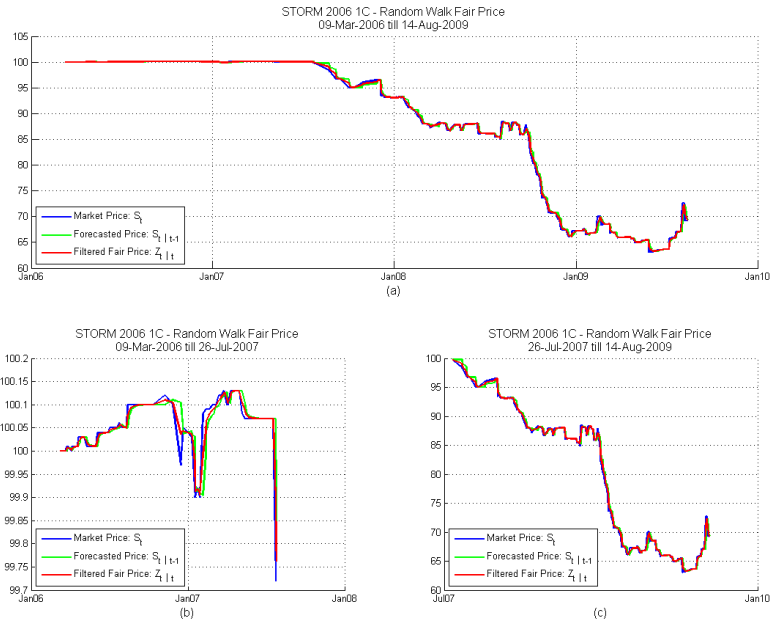 STORM 2006 1C - Random Walk Fair Price
09-Mar-2006 till 14-Aug-2009
105
100
95
90
85
80
75
70
65
60
Market Price: S_t
Forecasted Price: S_t | t-1
Filtered Fair Price: Z_t | t
Jan06 Jan07 Jan08 Jan09 Jan10
(a)
STORM 2006 1C - Random Walk Fair Price
09-Mar-2006 till 26-Jul-2007
100.2
100.15
100.1
100.05
100
99.95
99.9
99.85
99.8
99.75
99.7
Market Price: S_t
Forecasted Price: S_t | t-1
Filtered Fair Price: Z_t | t
Jan06 Jan07 Jan08
(b)
STORM 2006 1C - Random Walk Fair Price
26-Jul-2007 till 14-Aug-2009
100
95
90
85
80
75
70
65
60
Market Price: S_t
Forecasted Price: S_t | t-1
Filtered Fair Price: Z_t | t
Jul07 Jan10
(c)